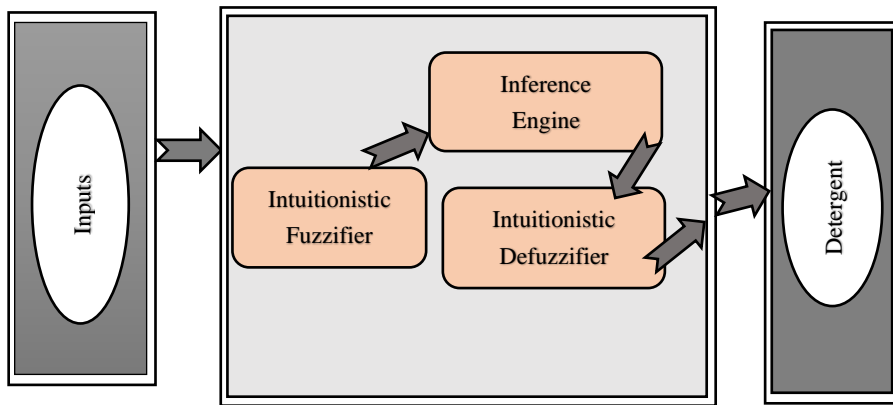 Inputs
Intuitionistic
Fuzzifier
Inference
Engine
Intuitionistic
Defuzzifier
Detergent